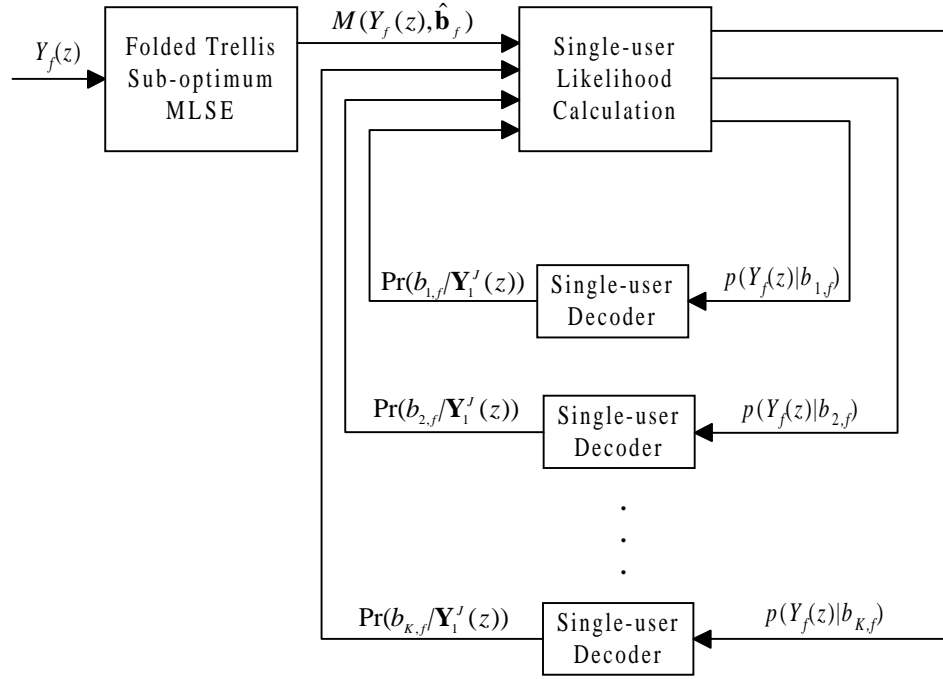 Y_f(z)
Folded Trellis
Sub-optimum
MLSE
M(Y_f(z), b̂_f)
Single-user
Likelihood
Calculation
Pr(b_{1,f}/Y_1^J(z))
Single-user
Decoder
p(Y_f(z)|b_{1,f})
Pr(b_{2,f}/Y_1^J(z))
Single-user
Decoder
p(Y_f(z)|b_{2,f})
Pr(b_{K,f}/Y_1^J(z))
Single-user
Decoder
p(Y_f(z)|b_{K,f})